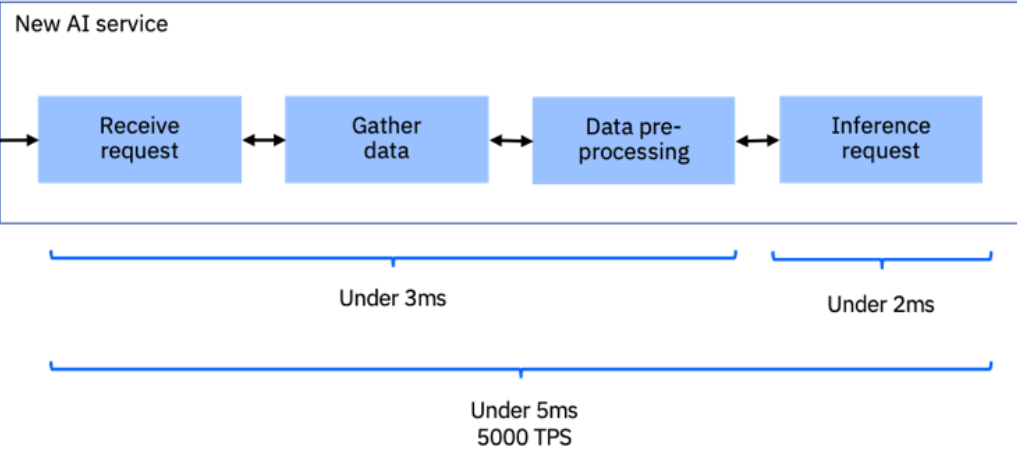 New AI service
Receive
request
Gather
data
Data pre-
processing
Inference
request
Under 3ms
Under 2ms
Under 5ms
5000 TPS